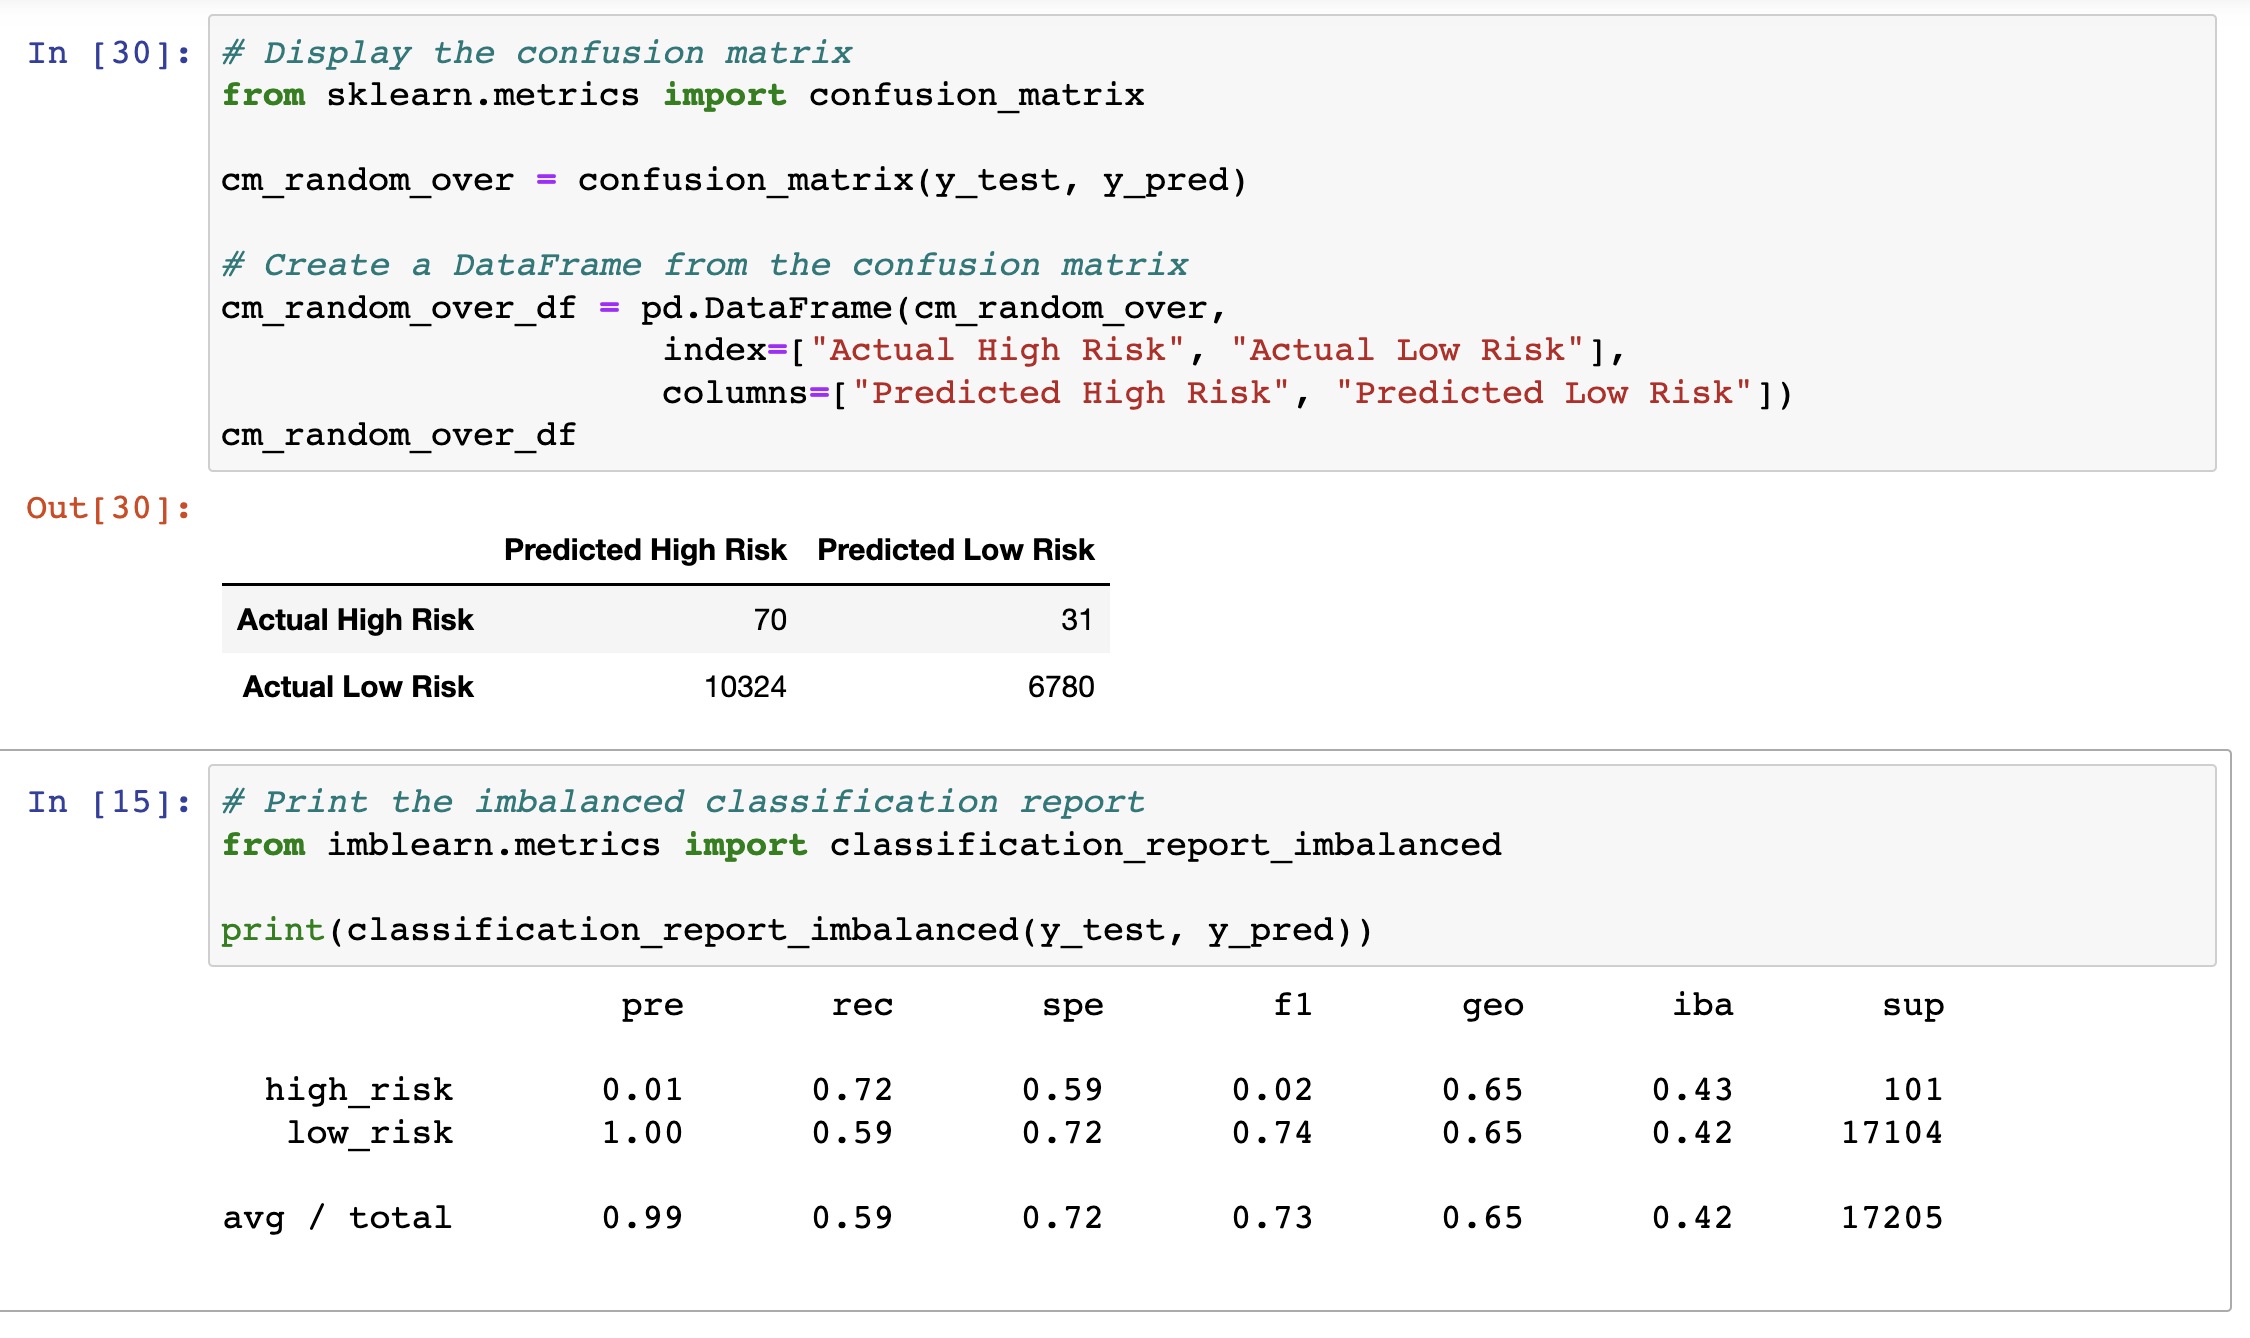 In [30]:
# Display the confusion matrix
from sklearn.metrics import confusion_matrix
cm_random_over = confusion_matrix(y_test, y_pred)
# Create a DataFrame from the confusion matrix
cm_random_over_df = pd.DataFrame(cm_random_over,
index=["Actual High Risk", "Actual Low Risk"],
columns=["Predicted High Risk", "Predicted Low Risk"])
cm_random_over_df
Out[30]:
Predicted High Risk Predicted Low Risk
Actual High Risk 70 31
Actual Low Risk 10324 6780
In [15]:
# Print the imbalanced classification report
from imblearn.metrics import classification_report_imbalanced
print(classification_report_imbalanced(y_test, y_pred))
pre rec spe f1 geo iba sup
high_risk 0.01 0.72 0.59 0.02 0.65 0.43 101
low_risk 1.00 0.59 0.72 0.74 0.65 0.42 17104
avg / total 0.99 0.59 0.72 0.73 0.65 0.42 17205